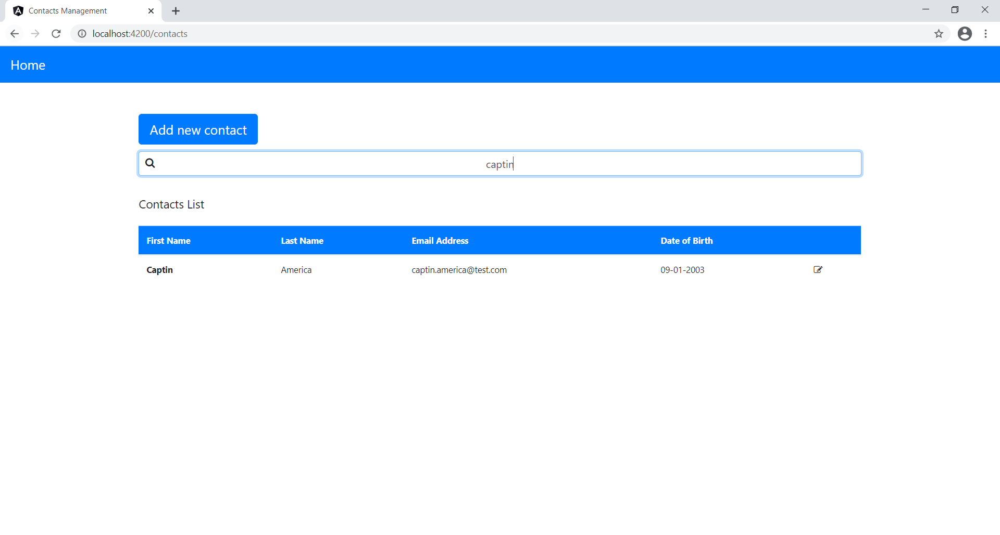 Contacts Management
localhost:4200/contacts
Home
Add new contact
captin
Contacts List
First Name Last Name Email Address Date of Birth
Captin America captin.america@test.com 09-01-2003